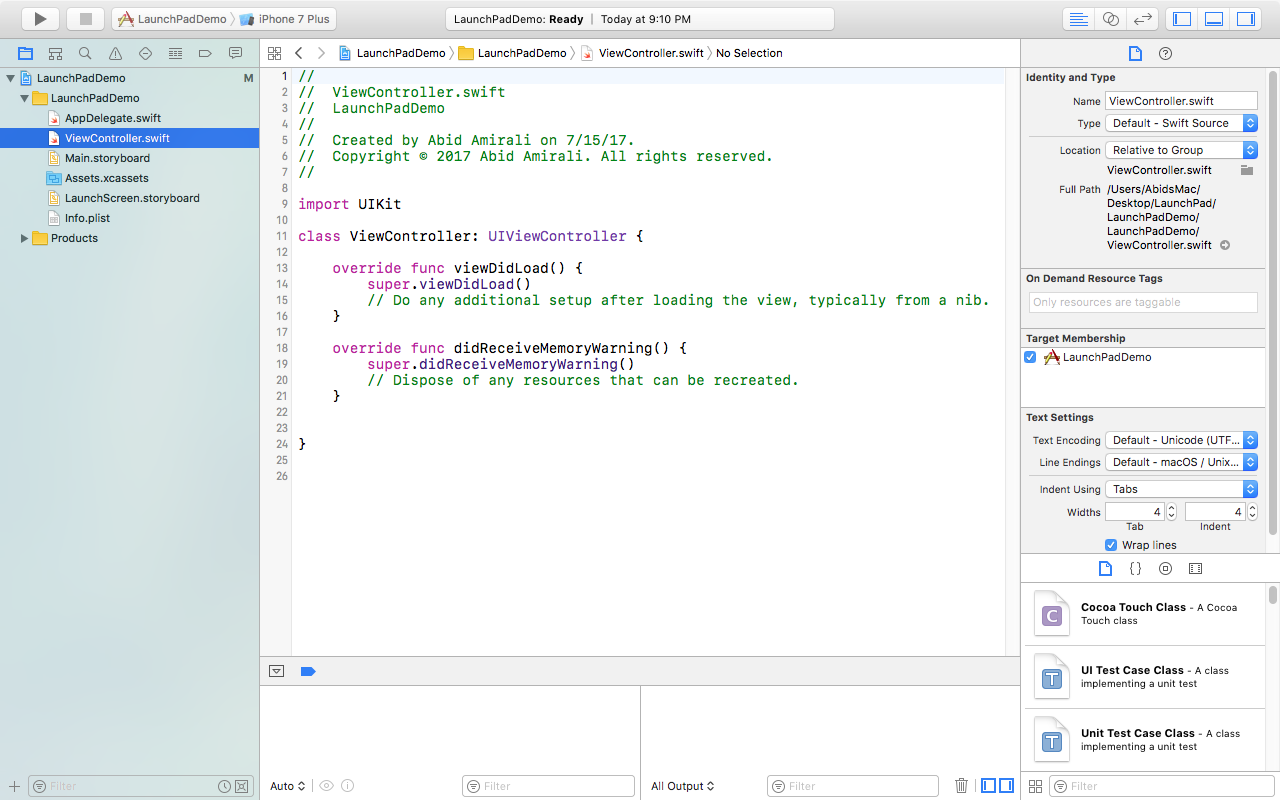 LaunchPadDemo iPhone 7 Plus
LaunchPadDemo: Ready | Today at 9:10 PM
LaunchPadDemo M
LaunchPadDemo
AppDelegate.swift
ViewController.swift
Main.storyboard
Assets.xcassets
LaunchScreen.storyboard
Info.plist
Products
Filter
LaunchPadDemo LaunchPadDemo ViewController.swift No Selection
1 //
2 //  ViewController.swift
3 //  LaunchPadDemo
4 //
5 //  Created by Abid Amirali on 7/15/17.
6 //  Copyright © 2017 Abid Amirali. All rights reserved.
7 //
8
9 import UIKit
10
11 class ViewController: UIViewController {
12
13     override func viewDidLoad() {
14         super.viewDidLoad()
15         // Do any additional setup after loading the view, typically from a nib.
16     }
17
18     override func didReceiveMemoryWarning() {
19         super.didReceiveMemoryWarning()
20         // Dispose of any resources that can be recreated.
21     }
22
23
24 }
25
26
Auto
Filter
All Output
Filter
Identity and Type
Name ViewController.swift
Type Default - Swift Source
Location Relative to Group
ViewController.swift
Full Path /Users/AbidsMac/
Desktop/LaunchPad/
LaunchPadDemo/
LaunchPadDemo/
ViewController.swift
On Demand Resource Tags
Only resources are taggable
Target Membership
LaunchPadDemo
Text Settings
Text Encoding Default - Unicode (UTF...
Line Endings Default - macOS / Unix...
Indent Using Tabs
Widths 4 4
Tab Indent
Wrap lines
{ }
C
Cocoa Touch Class - A Cocoa
Touch class
T
UI Test Case Class - A class
implementing a unit test
T
Unit Test Case Class - A class
implementing a unit test
Filter